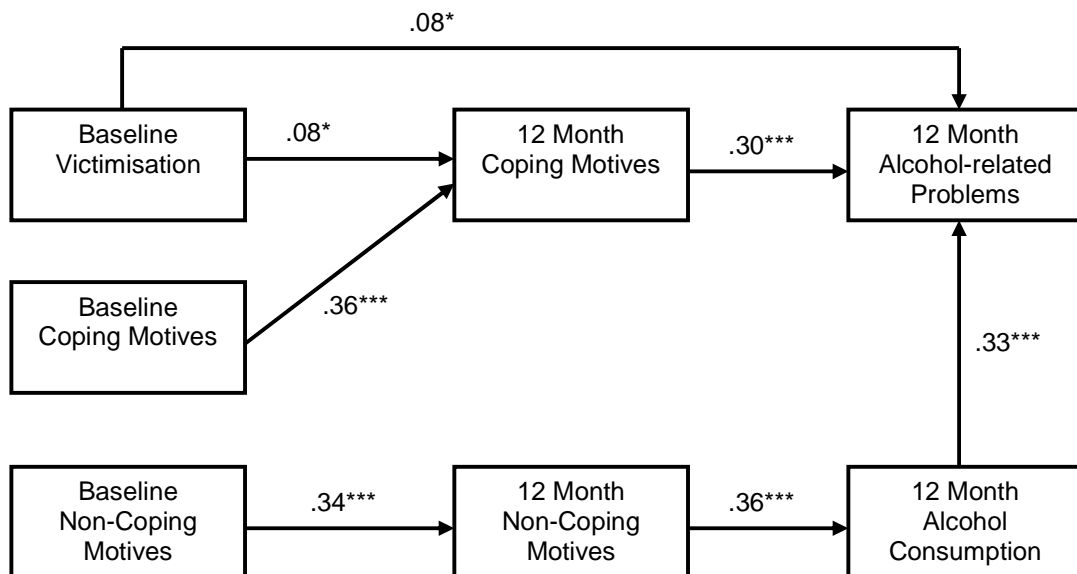 .08*
Baseline
Victimisation
.08*
12 Month
Coping Motives
.30***
12 Month
Alcohol-related
Problems
Baseline
Coping Motives
.36***
.33***
Baseline
Non-Coping
Motives
.34***
12 Month
Non-Coping
Motives
.36***
12 Month
Alcohol
Consumption